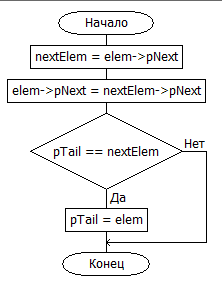 Начало
nextElem = elem->pNext
elem->pNext = nextElem->pNext
pTail == nextElem
Нет
Да
pTail = elem
Конец